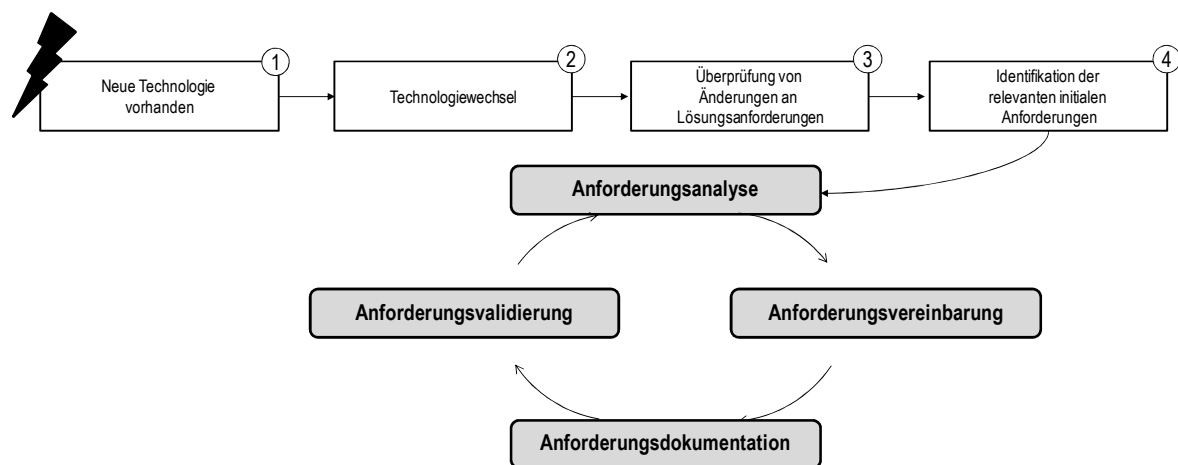 1
Neue Technologie
vorhanden
2
Technologiewechsel
3
Überprüfung von
Änderungen an
Lösungsanforderungen
4
Identifikation der
relevanten initialen
Anforderungen
Anforderungsanalyse
Anforderungsvalidierung
Anforderungsvereinbarung
Anforderungsdokumentation